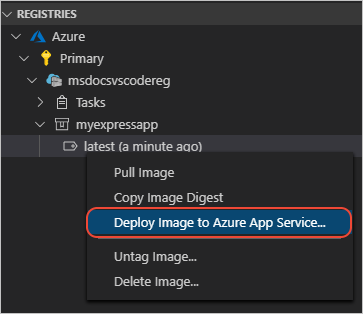 REGISTRIES
Azure
Primary
msdocsvscodereg
Tasks
myexpressapp
latest (a minute ago)
Pull Image
Copy Image Digest
Deploy Image to Azure App Service...
Untag Image...
Delete Image...